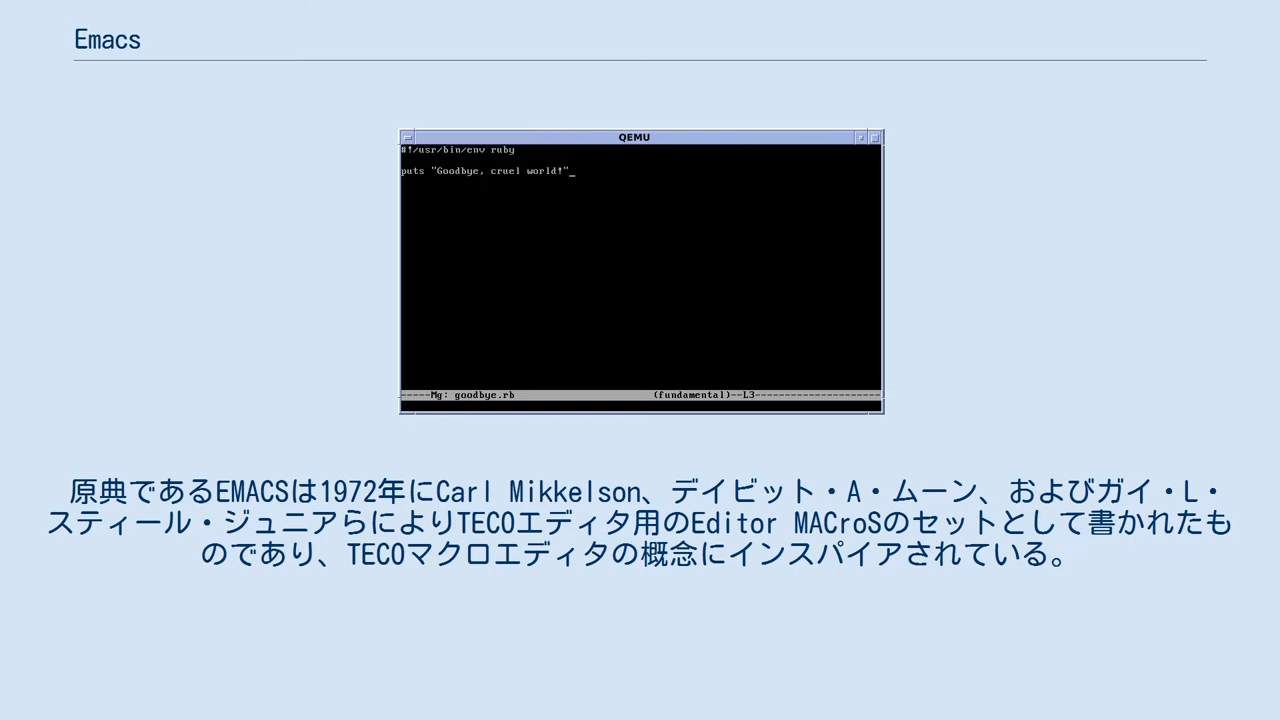 Emacs
QEMU
#!/usr/bin/env ruby
puts "Goodbye, cruel world!"_
-----Mg: goodbye.rb (fundamental)--L3---------------------
原典であるEMACSは1972年にCarl Mikkelson、デイビット・A・ムーン、およびガイ・L・
スティール・ジュニアらによりTECOエディタ用のEditor MACroSのセットとして書かれたも
のであり、TECOマクロエディタの概念にインスパイアされている。